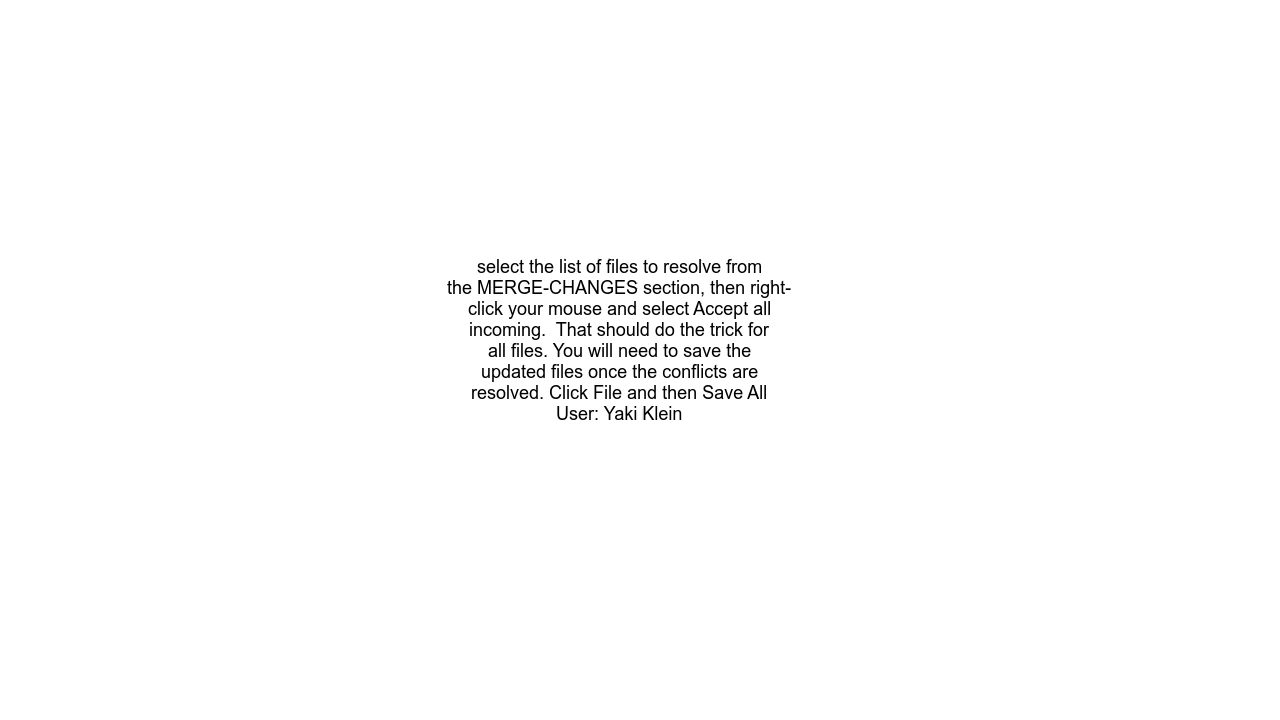 select the list of files to resolve from
the MERGE-CHANGES section, then right-
click your mouse and select Accept all
incoming.  That should do the trick for
all files. You will need to save the
updated files once the conflicts are
resolved. Click File and then Save All
User: Yaki Klein